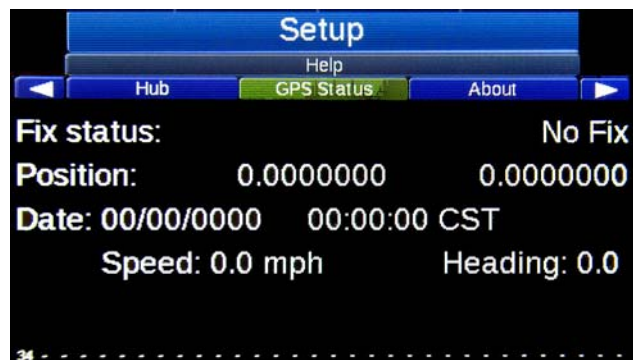 Setup
Help
Hub GPS Status About
Fix status: No Fix
Position: 0.0000000 0.0000000
Date: 00/00/0000 00:00:00 CST
Speed: 0.0 mph Heading: 0.0
34